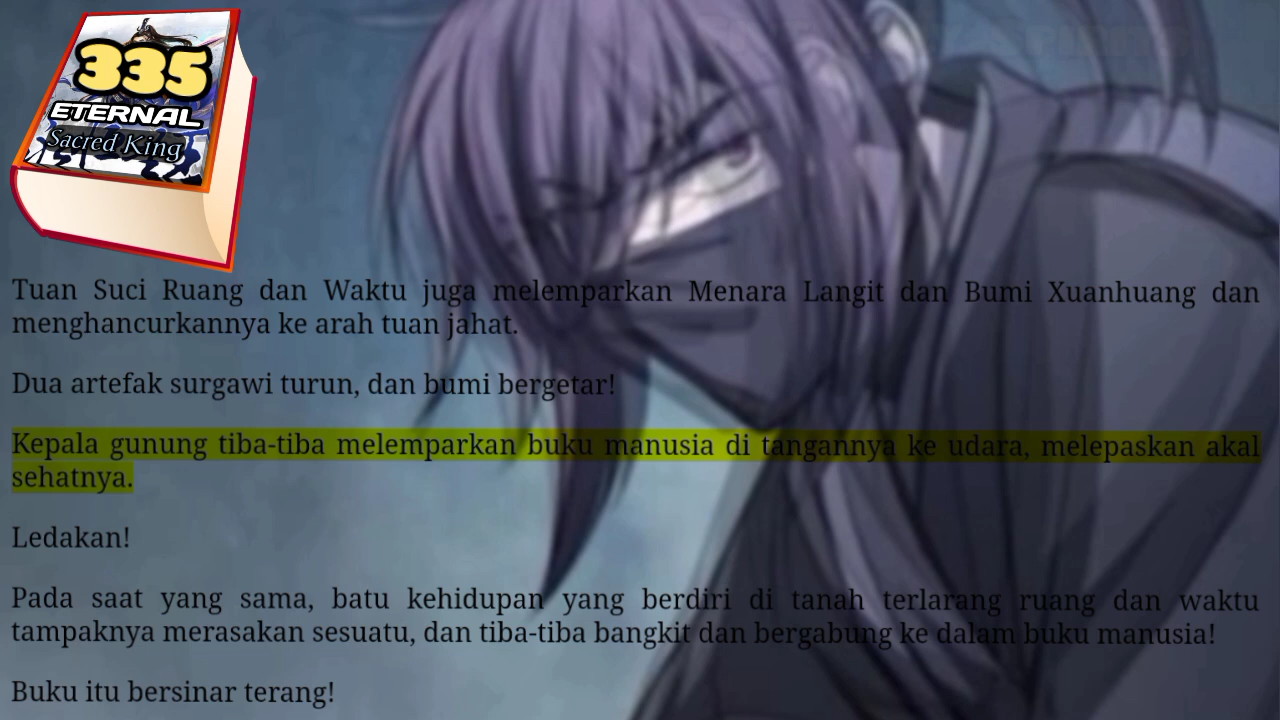 335
ETERNAL
Sacred King
Tuan Suci Ruang dan Waktu juga melemparkan Menara Langit dan Bumi Xuanhuang dan
menghancurkannya ke arah tuan jahat.
Dua artefak surgawi turun, dan bumi bergetar!
Kepala gunung tiba-tiba melemparkan buku manusia di tangannya ke udara, melepaskan akal
sehatnya.
Ledakan!
Pada saat yang sama, batu kehidupan yang berdiri di tanah terlarang ruang dan waktu
tampaknya merasakan sesuatu, dan tiba-tiba bangkit dan bergabung ke dalam buku manusia!
Buku itu bersinar terang!